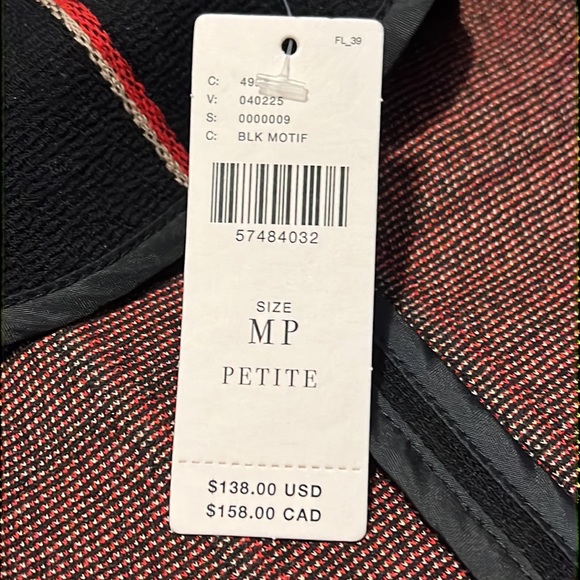 FL_39
C:
V: 040225
S: 0000009
C: BLK MOTIF
57484032
SIZE
MP
PETITE
$138.00 USD
$158.00 CAD